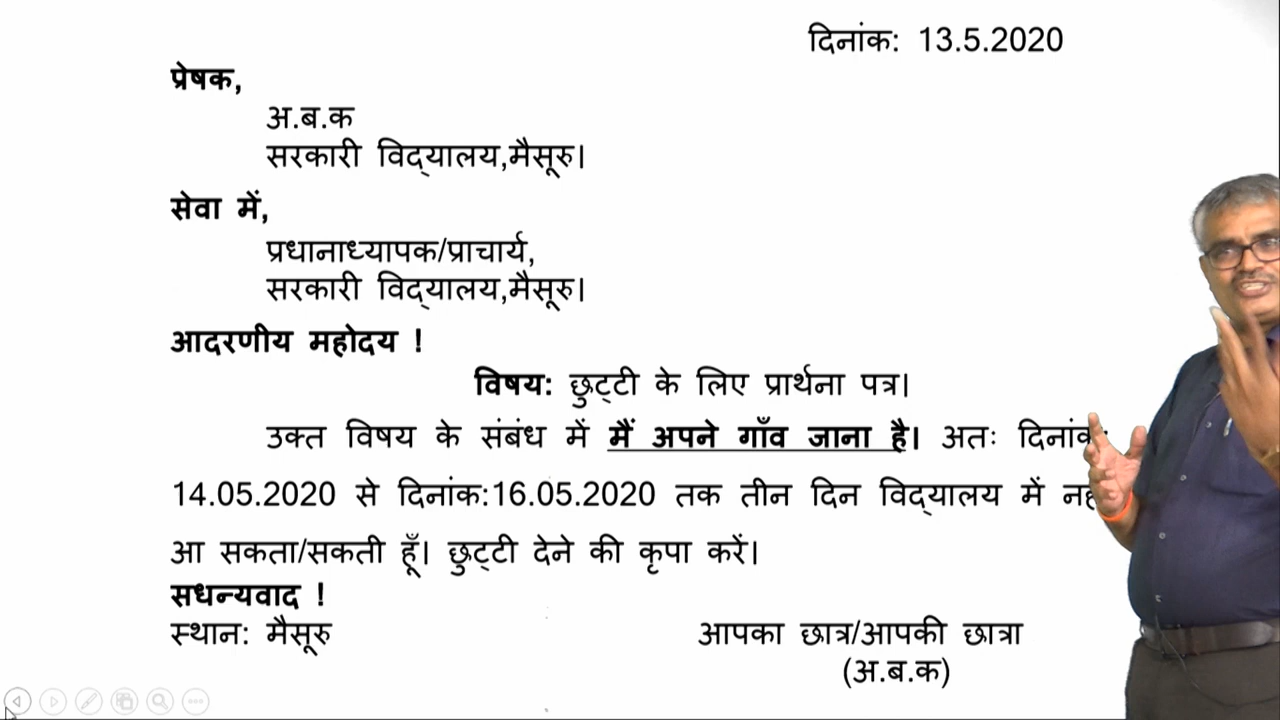 दिनांक: 13.5.2020
प्रेषक,
अ.ब.क
सरकारी विद्‌यालय,मैसूरु।
सेवा में,
प्रधानाध्यापक/प्राचार्य,
सरकारी विद्‌यालय,मैसूरु।
आदरणीय महोदय !
विषय: छुट्‌टी के लिए प्रार्थना पत्र।
उक्त विषय के संबंध में मैं अपने गाँव जाना है। अतः दिनांक:
14.05.2020 से दिनांक:16.05.2020 तक तीन दिन विद्‌यालय में
आ सकता/सकती हूँ। छुट्‌टी देने की कृपा करें।
सधन्यवाद !
स्थान: मैसूरु
आपका छात्र/आपकी छात्रा
(अ.ब.क)